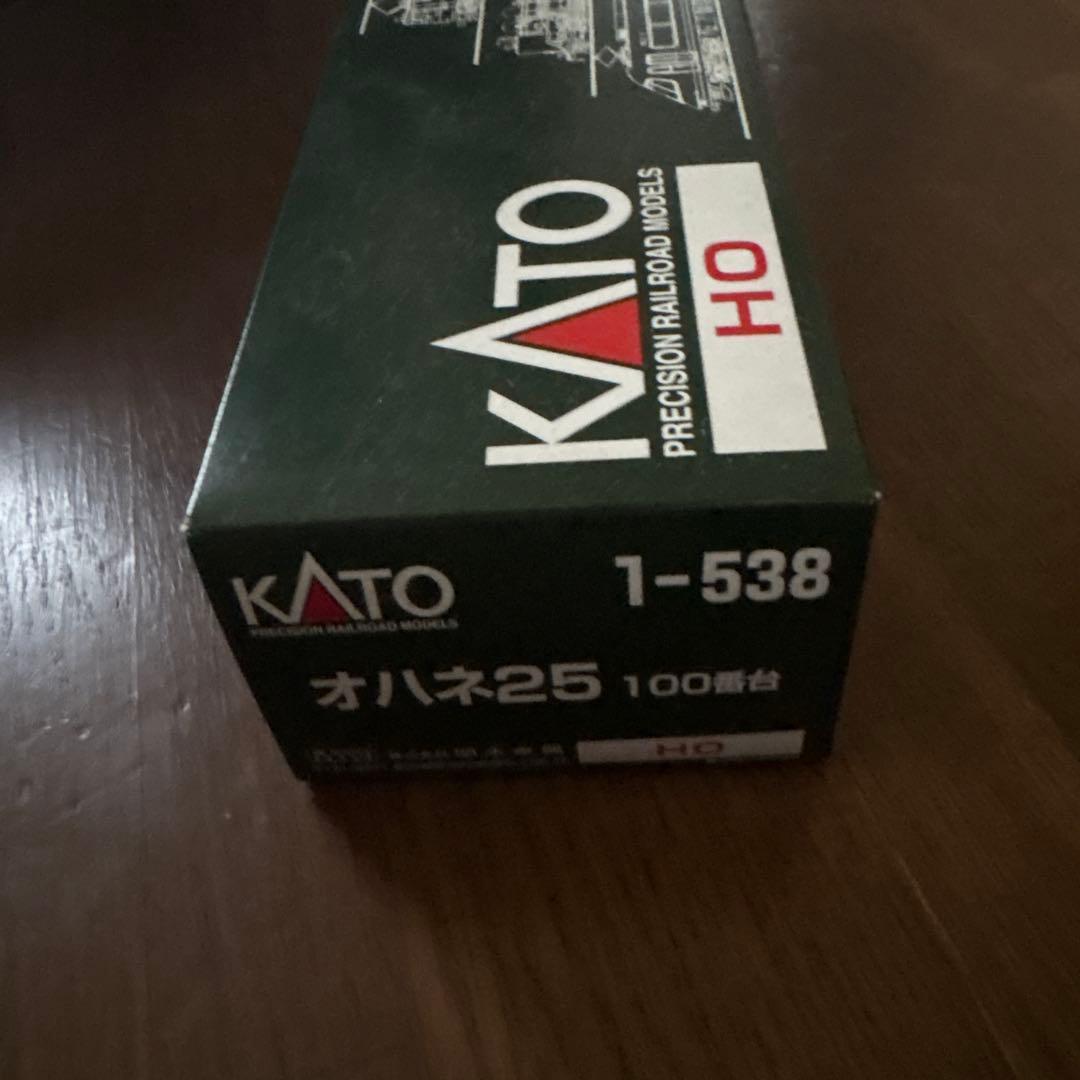 KATO
PRECISION RAILROAD MODELS
HO
KATO
PRECISION RAILROAD MODELS
1-538
オハネ25 100番台
HO